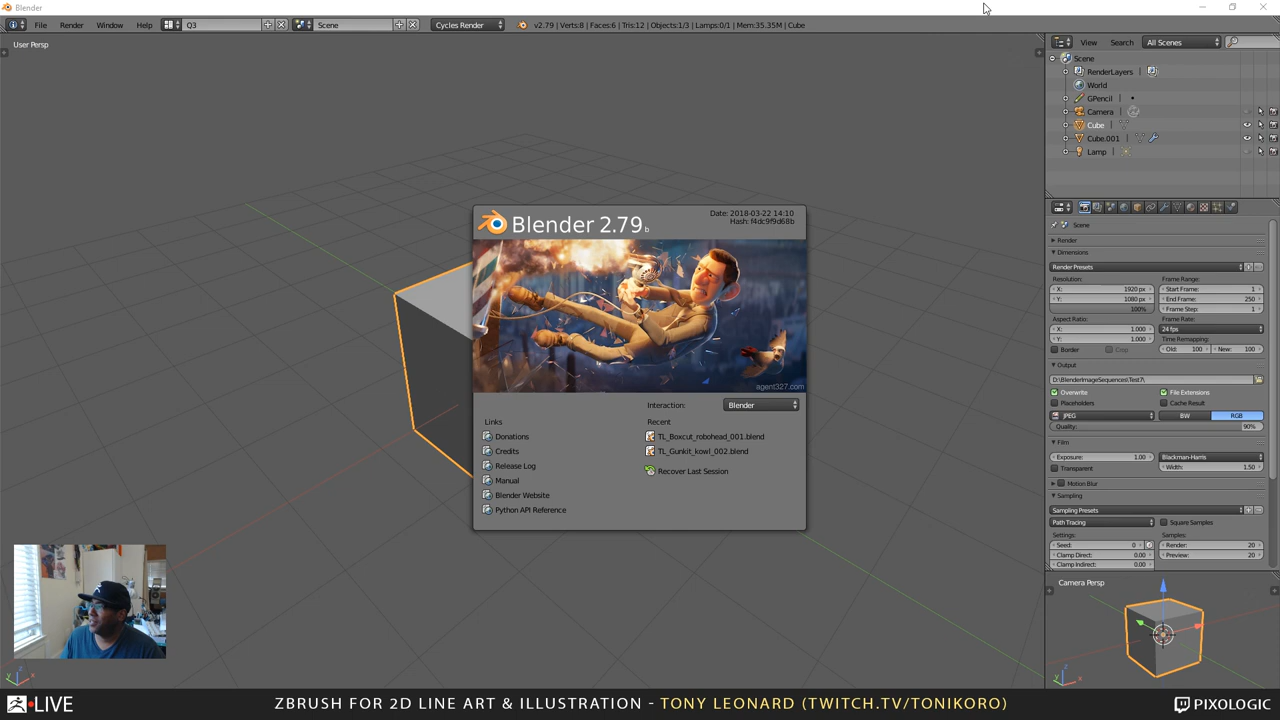 Blender
File Render Window Help Q3 Scene Cycles Render v2.79 | Verts:8 | Faces:6 | Tris:12 | Objects:1/3 | Lamps:0/1 | Mem:35.35M | Cube
User Persp
View Search All Scenes
Scene
RenderLayers
World
GPencil
Camera
Cube
Cube.001
Lamp
Scene
Render
Dimensions
Render Presets
Resolution: Frame Range:
X: 1920 px Start Frame: 1
Y: 1080 px End Frame: 250
100% Frame Step: 1
Aspect Ratio: Frame Rate:
X: 1.000 24 fps
Y: 1.000 Time Remapping:
Border Crop Old: 100 New: 100
Output
D:\BlenderImageSequences\Test7\
Overwrite File Extensions
Placeholders Cache Result
JPEG BW RGB
Quality: 90%
Film
Exposure: 1.00 Blackman-Harris
Transparent Width: 1.50
Motion Blur
Sampling
Sampling Presets
Path Tracing Square Samples
Settings: Samples:
Seed: 0 Render: 20
Clamp Direct: 0.00 Preview: 20
Clamp Indirect: 0.00
Camera Persp
Blender 2.79 b
Date: 2018-03-22 14:10
Hash: f4dc9f9d68b
agent327.com
Interaction: Blender
Links Recent
Donations TL_Boxcut_robohead_001.blend
Credits TL_Gunkit_kowl_002.blend
Release Log Recover Last Session
Manual
Blender Website
Python API Reference
LIVE ZBRUSH FOR 2D LINE ART & ILLUSTRATION - TONY LEONARD (TWITCH.TV/TONIKORO) PIXOLOGIC